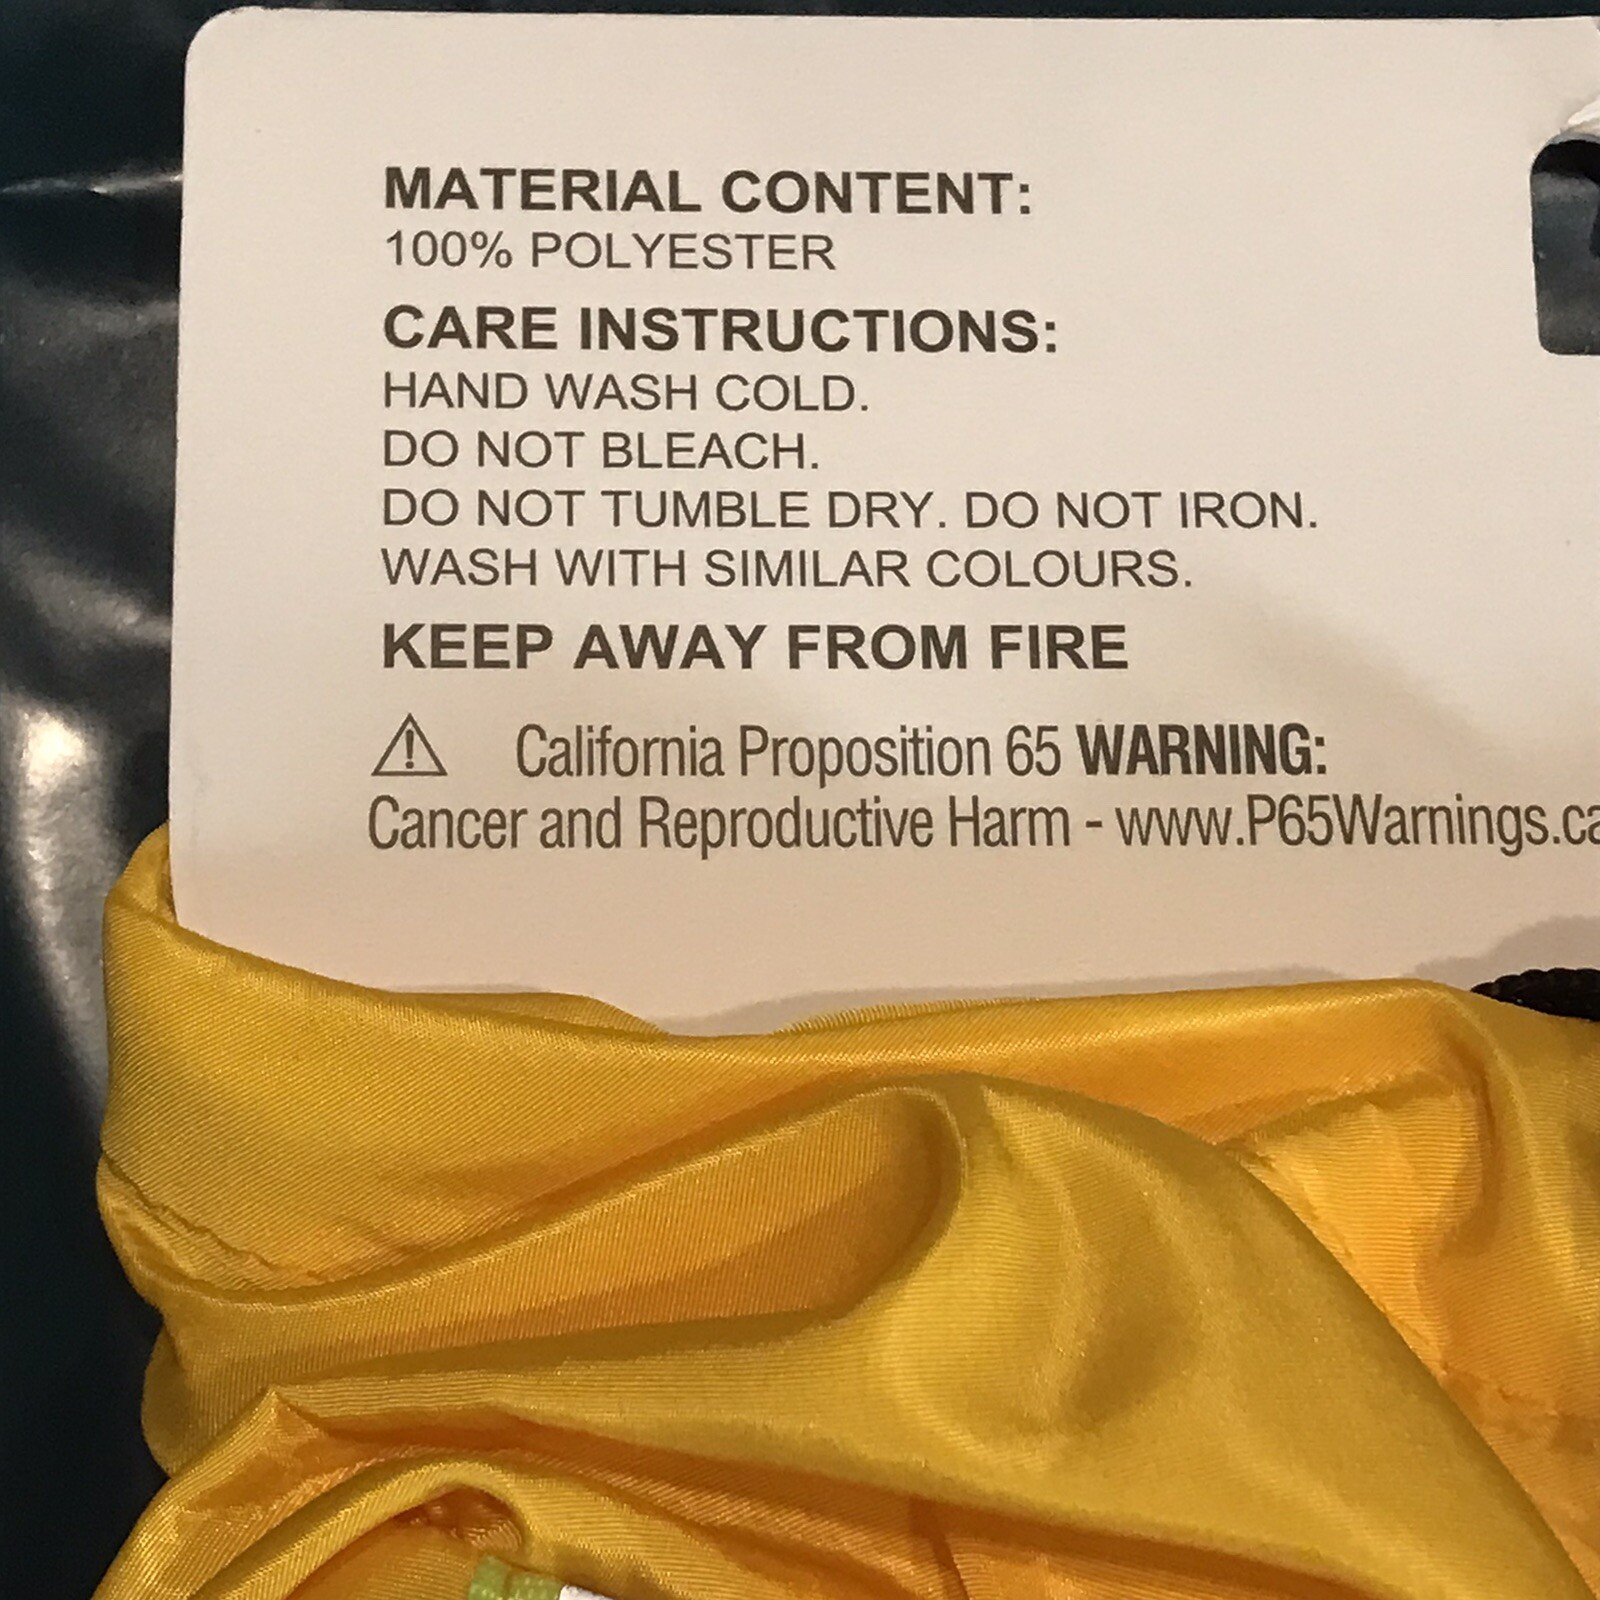 MATERIAL CONTENT:
100% POLYESTER
CARE INSTRUCTIONS:
HAND WASH COLD.
DO NOT BLEACH.
DO NOT TUMBLE DRY. DO NOT IRON.
WASH WITH SIMILAR COLOURS.
KEEP AWAY FROM FIRE
California Proposition 65 WARNING:
Cancer and Reproductive Harm - www.P65Warnings.ca